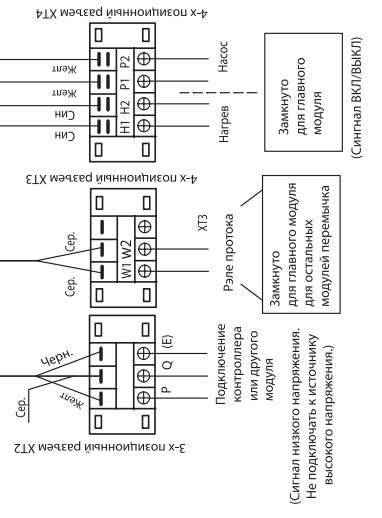 4-х позиционный разъем XT4
Желт
Желт
Син
Син
H1
H2
P1
P2
Нагрев
Насос
Замкнуто
для главного
модуля
(Сингнал ВКЛ/ВЫКЛ)
4-х позиционный разъем XT3
Сер.
Сер.
W1
W2
XT3
Рэле протока
Замкнуто
для главного модуля
для остальных
модулей перемычка
3-х позиционный разъем XT2
Сер.
Желт
Черн.
P
Q
(E)
Подключение
контроллера
или другого
модуля
(Сигнал низкого напряжения.
Не подключать к источнику
высокого напряжения.)